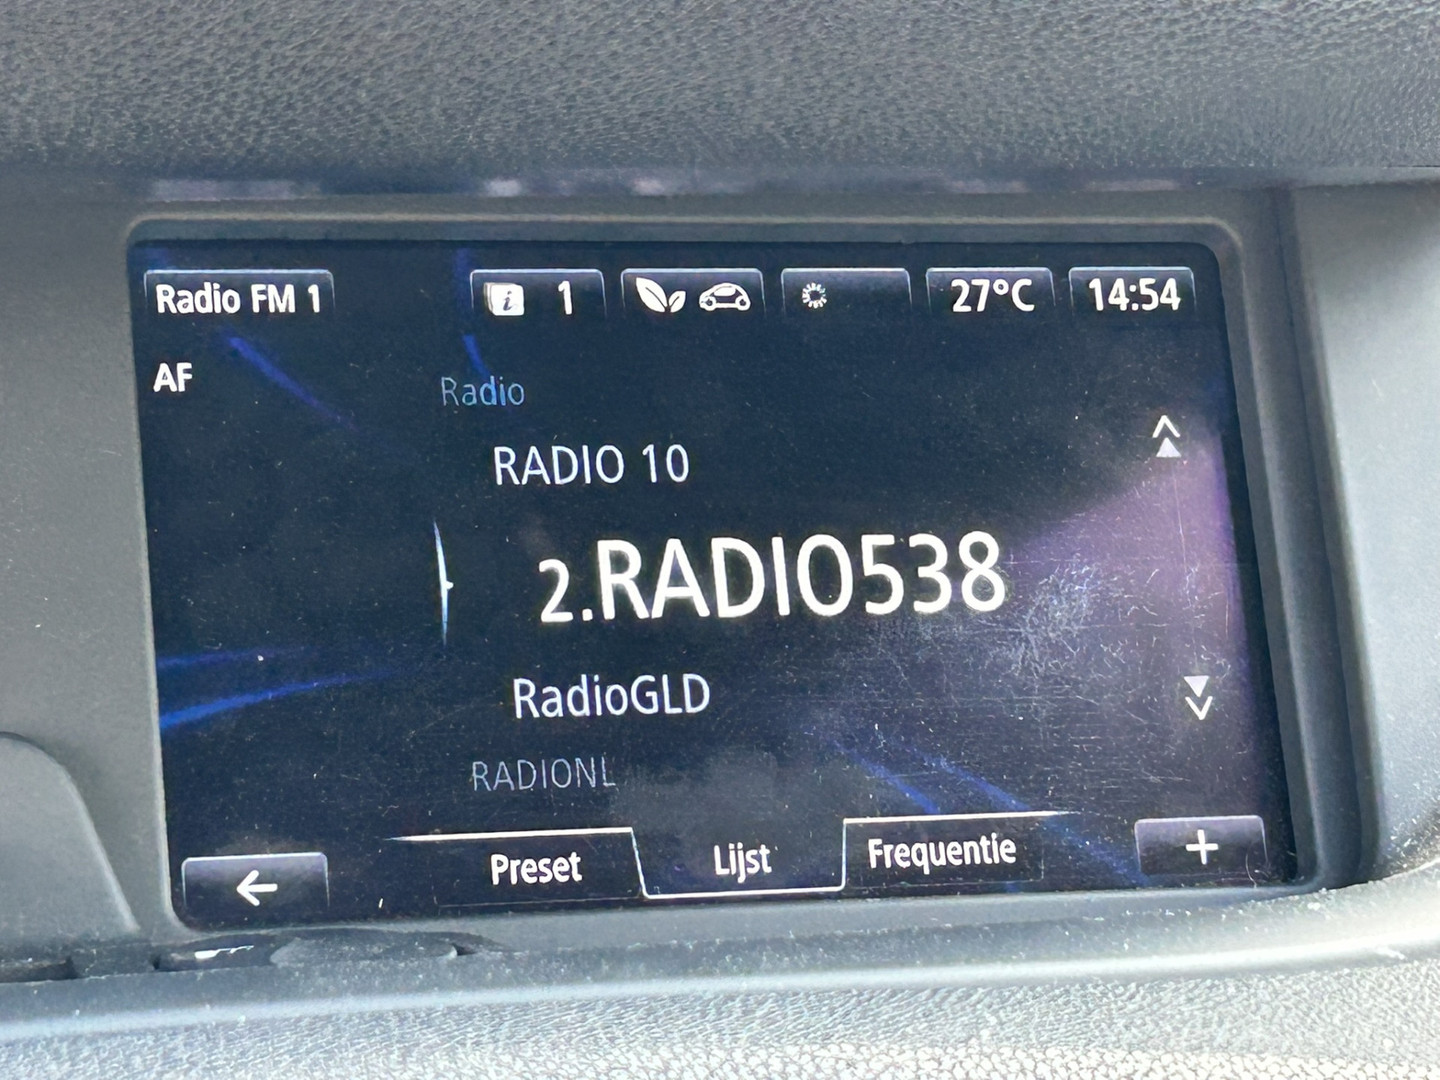 Radio FM 1
i 1
27°C
14:54
AF
Radio
RADIO 10
2.RADIO538
RadioGLD
RADIONL
Preset
Lijst
Frequentie
+